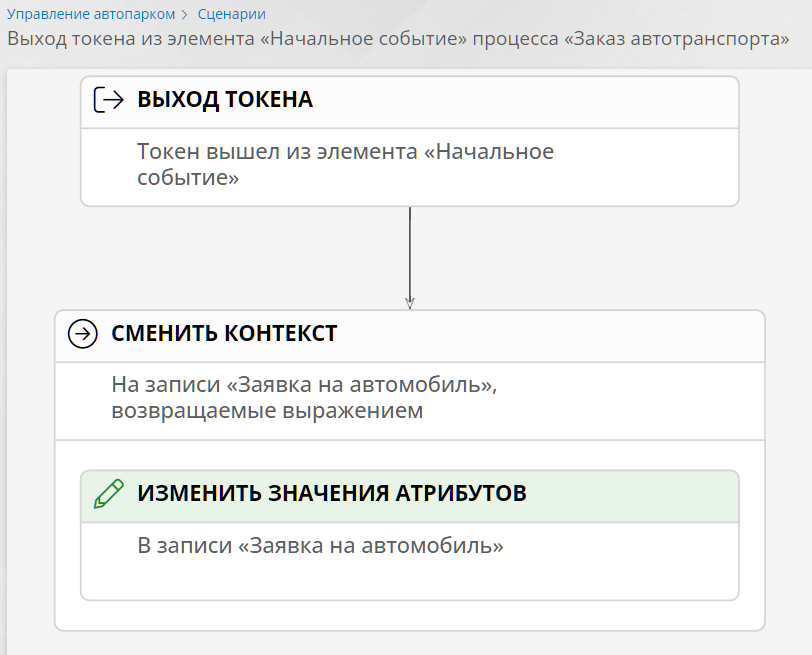 Управление автопарком > Сценарии
Выход токена из элемента «Начальное событие» процесса «Заказ автотранспорта»
ВЫХОД ТОКЕНА
Токен вышел из элемента «Начальное
событие»
СМЕНИТЬ КОНТЕКСТ
На записи «Заявка на автомобиль»,
возвращаемые выражением
ИЗМЕНИТЬ ЗНАЧЕНИЯ АТРИБУТОВ
В записи «Заявка на автомобиль»